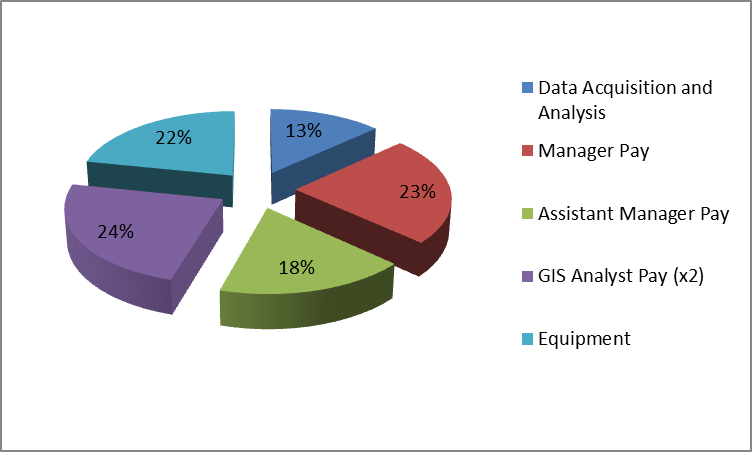 13%
23%
18%
24%
22%
Data Acquisition and
Analysis
Manager Pay
Assistant Manager Pay
GIS Analyst Pay (x2)
Equipment